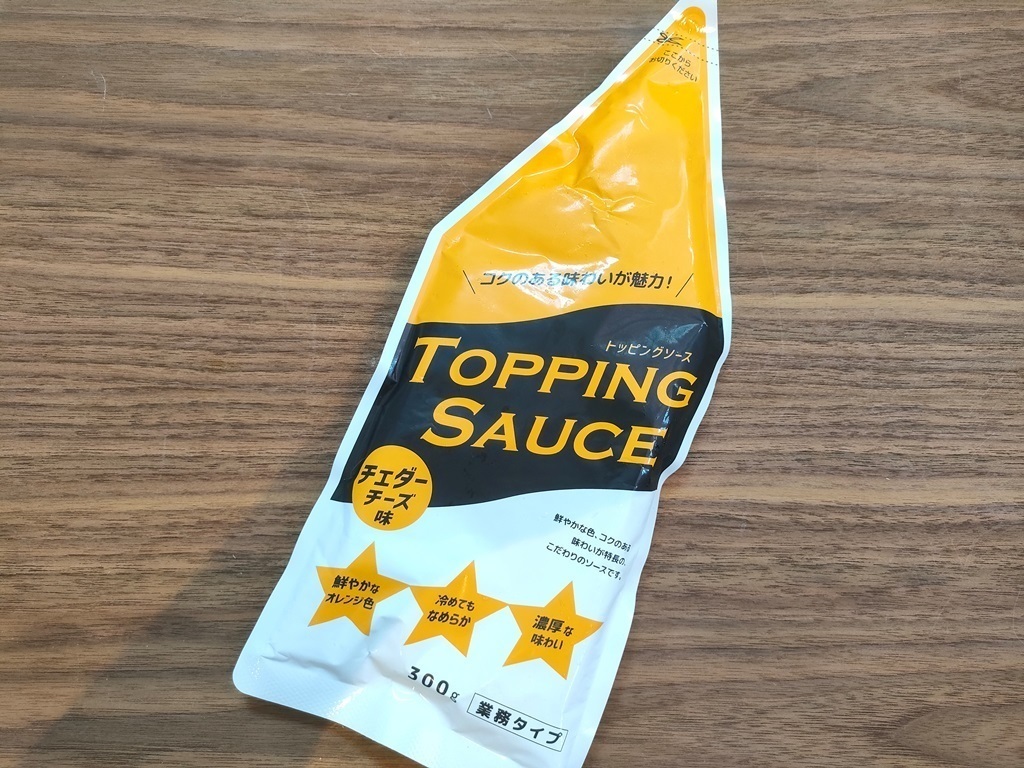 ここから
お切りください
コクのある味わいが魅力!
トッピングソース
TOPPING
SAUCE
チェダー
チーズ
味
鮮やかな色、コクのある
味わいが特長の、
こだわりのソースです。
鮮やかな
オレンジ色
冷めても
なめらか
濃厚な
味わい
300g
業務タイプ